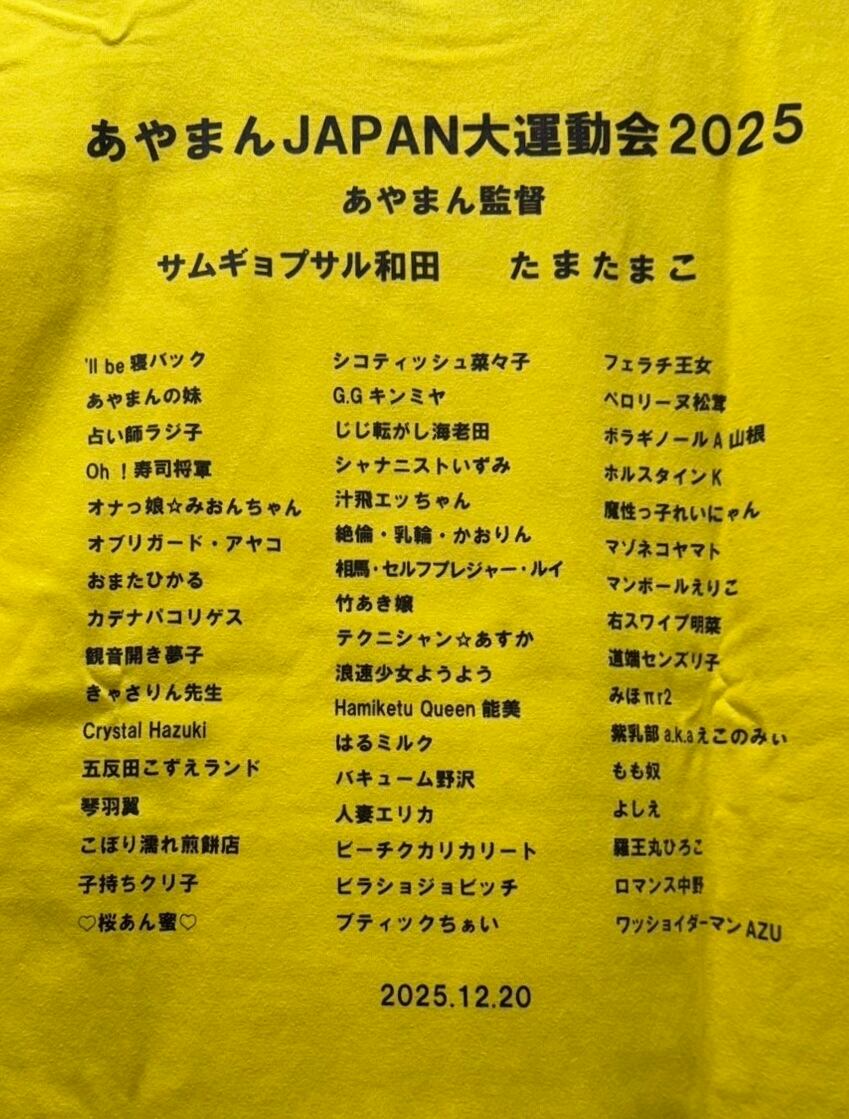 あやまんJAPAN大運動会2025
あやまん監督
サムギョプサル和田 たまたまこ
'll be 寝バック
あやまんの妹
占い師ラジ子
Oh！寿司将軍
オナっ娘☆みおんちゃん
オブリガード・アヤコ
おまたひかる
カデナパコリゲス
観音開き夢子
きゃさりん先生
Crystal Hazuki
五反田こずえランド
琴羽翼
こぼり濡れ煎餅店
子持ちクリ子
♡桜あん蜜♡
シコティッシュ菜々子
G.G キンミヤ
じじ転がし海老田
シャナニストいずみ
汁飛エッちゃん
絶倫・乳輪・かおりん
相馬・セルフプレジャー・ルイ
竹あき嬢
テクニシャン☆あすか
浪速少女ようよう
Hamiketu Queen 能美
はるミルク
バキューム野沢
人妻エリカ
ピーチクカリカリート
ビラショジョビッチ
ブティックちぁい
フェラチ王女
ペロリーヌ松茸
ボラギノール A 山根
ホルスタイン K
魔性っ子れいにゃん
マゾネコヤマト
マンボールえりこ
右スワイプ明菜
道端センズリ子
みほπr2
紫乳部 a.k.a えこのみぃ
もも奴
よしえ
羅王丸ひろこ
ロマンス中野
ワッショイダーマン AZU
2025.12.20